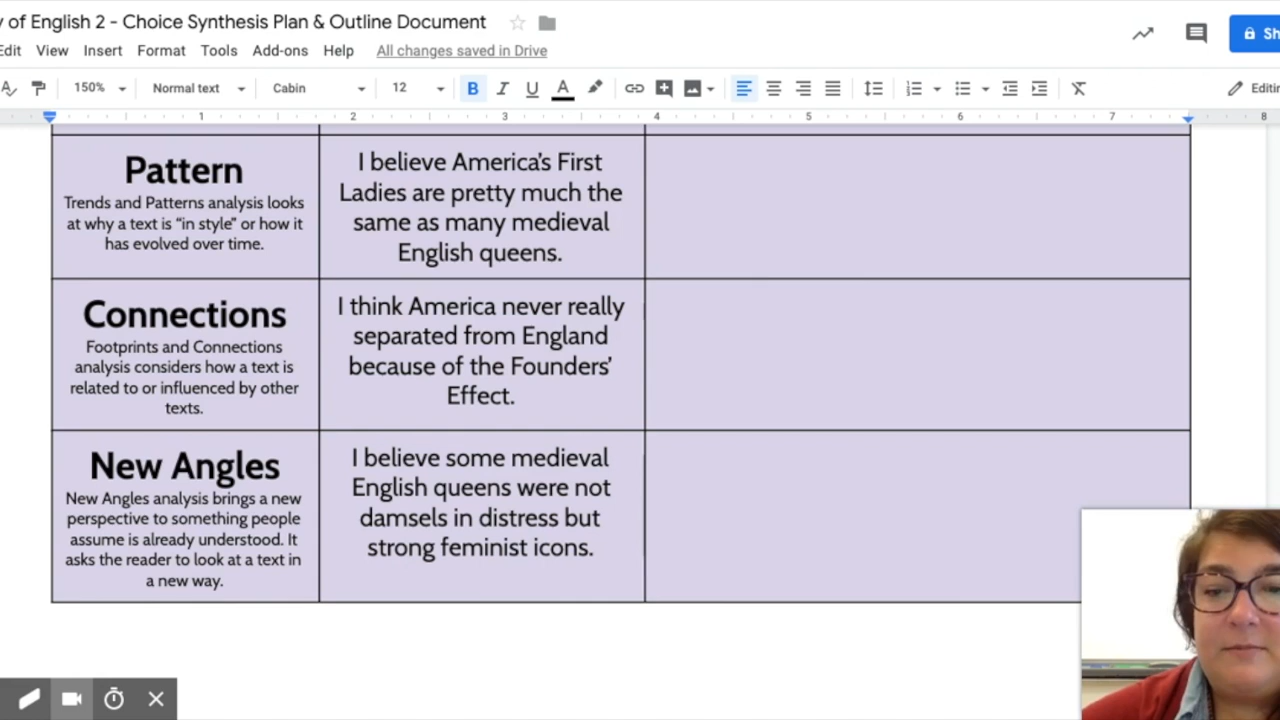 y of English 2 - Choice Synthesis Plan & Outline Document
Edit View Insert Format Tools Add-ons Help All changes saved in Drive
150% Normal text Cabin 12 B I U A
1 2 3 4 5 6 7 8
Pattern
Trends and Patterns analysis looks
at why a text is “in style” or how it
has evolved over time.
I believe America’s First
Ladies are pretty much the
same as many medieval
English queens.
Connections
Footprints and Connections
analysis considers how a text is
related to or influenced by other
texts.
I think America never really
separated from England
because of the Founders’
Effect.
New Angles
New Angles analysis brings a new
perspective to something people
assume is already understood. It
asks the reader to look at a text in
a new way.
I believe some medieval
English queens were not
damsels in distress but
strong feminist icons.